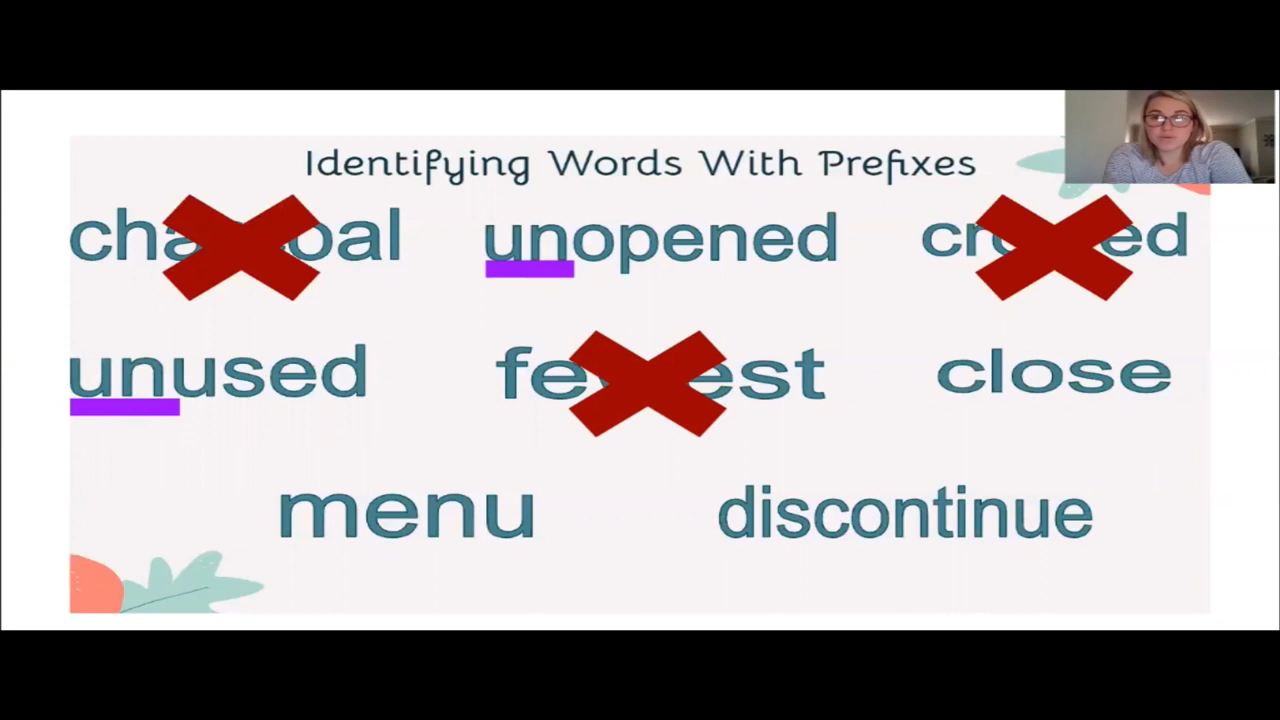 Identifying Words With Prefixes
unopened
unused
close
menu
discontinue